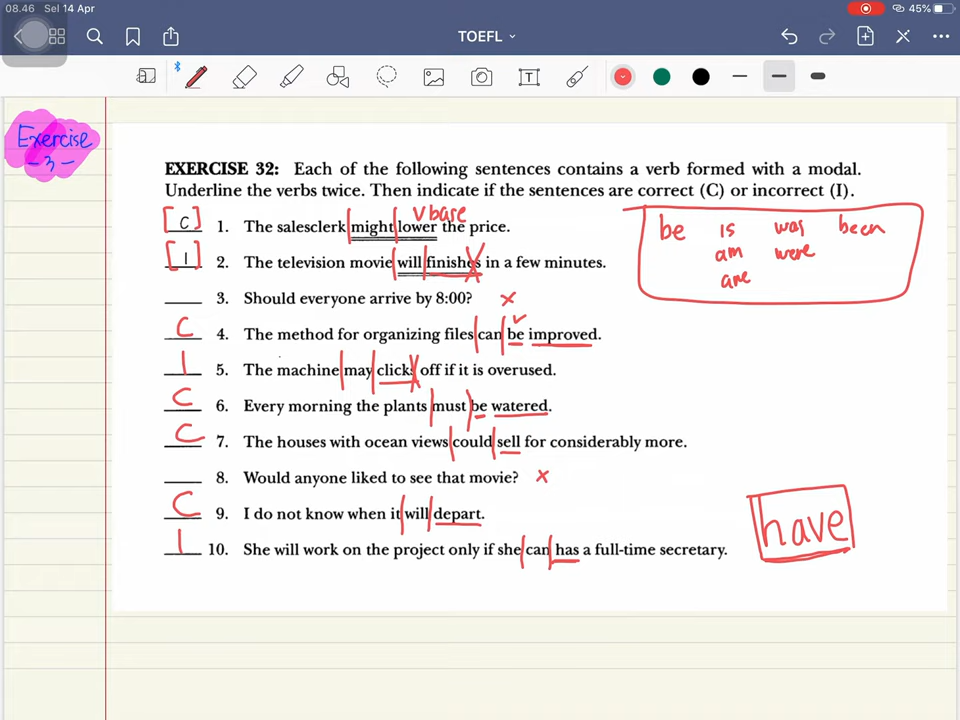 08.46 Sel 14 Apr
45%
TOEFL
T
Exercise
-3-
EXERCISE 32: Each of the following sentences contains a verb formed with a modal.
Underline the verbs twice. Then indicate if the sentences are correct (C) or incorrect (I).
V base
[C] 1. The salesclerk might lower the price.
[I] 2. The television movie will finishes in a few minutes.
3. Should everyone arrive by 8:00? x
C 4. The method for organizing files can be improved.
I 5. The machine may clicks off if it is overused.
C 6. Every morning the plants must be watered.
C 7. The houses with ocean views could sell for considerably more.
8. Would anyone liked to see that movie? x
C 9. I do not know when it will depart.
I 10. She will work on the project only if she can has a full-time secretary.
be is was been
am were
are
have